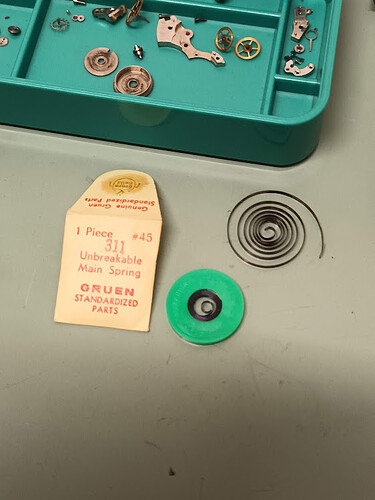 Genuine Gruen
Standardized Parts
1 Piece #45
311
Unbreakable
Main Spring
GRUEN
STANDARDIZED
PARTS